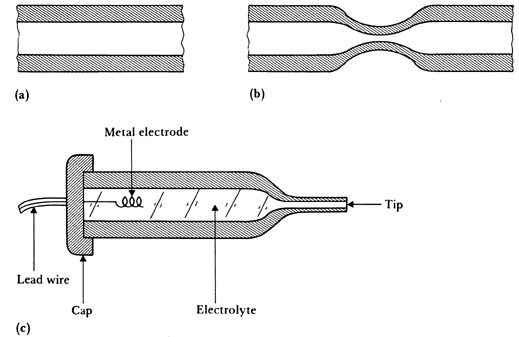 (a)
(b)
Metal electrode
Tip
Lead wire
Cap
Electrolyte
(c)